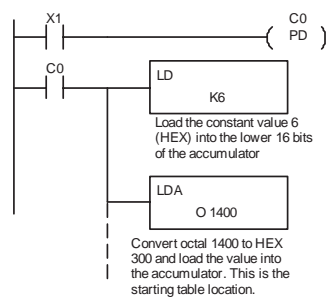 X1
C0
PD
C0
LD
K6
Load the constant value 6
(HEX) into the lower 16 bits
of the accumulator
LDA
O 1400
Convert octal 1400 to HEX
300 and load the value into
the accumulator. This is the
starting table location.